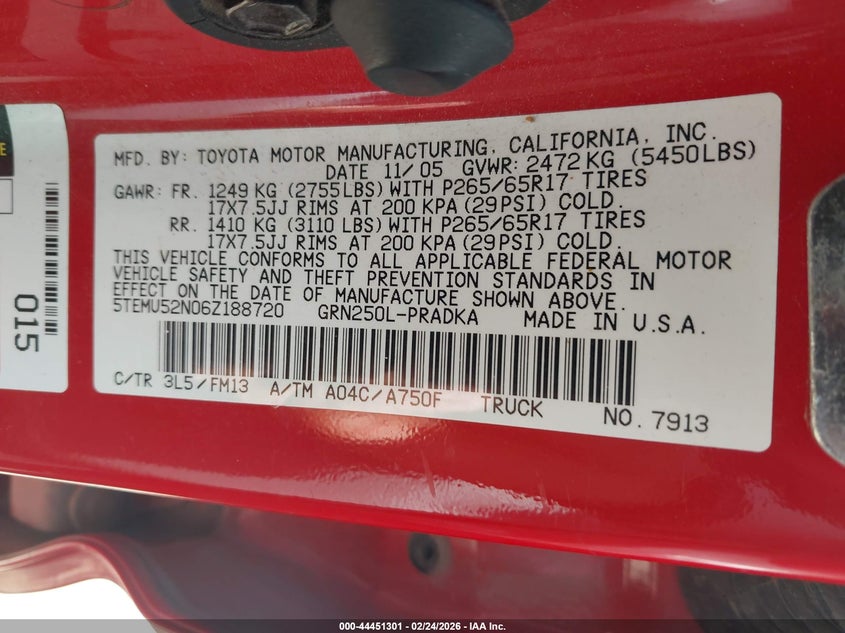 MFD. BY: TOYOTA MOTOR MANUFACTURING, CALIFORNIA, INC.
DATE 11/05 GVWR: 2472 KG (5450LBS)
GAWR: FR. 1249 KG (2755LBS) WITH P265/65R17 TIRES
17X7.5JJ RIMS AT 200 KPA (29PSI) COLD.
RR. 1410 KG (3110 LBS) WITH P265/65R17 TIRES
17X7.5JJ RIMS AT 200 KPA (29PSI) COLD.
THIS VEHICLE CONFORMS TO ALL APPLICABLE FEDERAL MOTOR
VEHICLE SAFETY AND THEFT PREVENTION STANDARDS IN
EFFECT ON THE DATE OF MANUFACTURE SHOWN ABOVE.
5TEMU52N06Z188720 GRN250L-PRADKA MADE IN U.S.A.
C/TR 3L5/FM13 A/TM A04C/A750F TRUCK NO. 7913
015
000-44451301 - 02/24/2026 - IAA Inc.